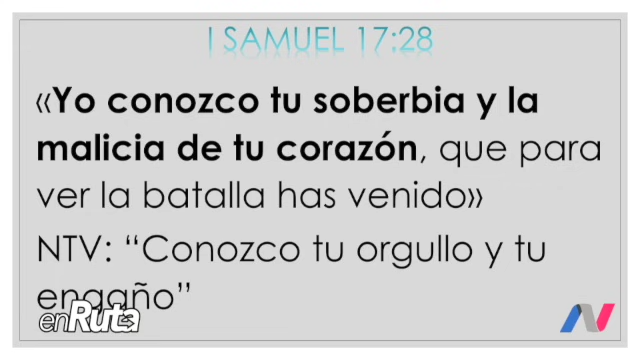 I SAMUEL 17:28
«Yo conozco tu soberbia y la
malicia de tu corazón, que para
ver la batalla has venido»
NTV: “Conozco tu orgullo y tu
engaño”
enRuta